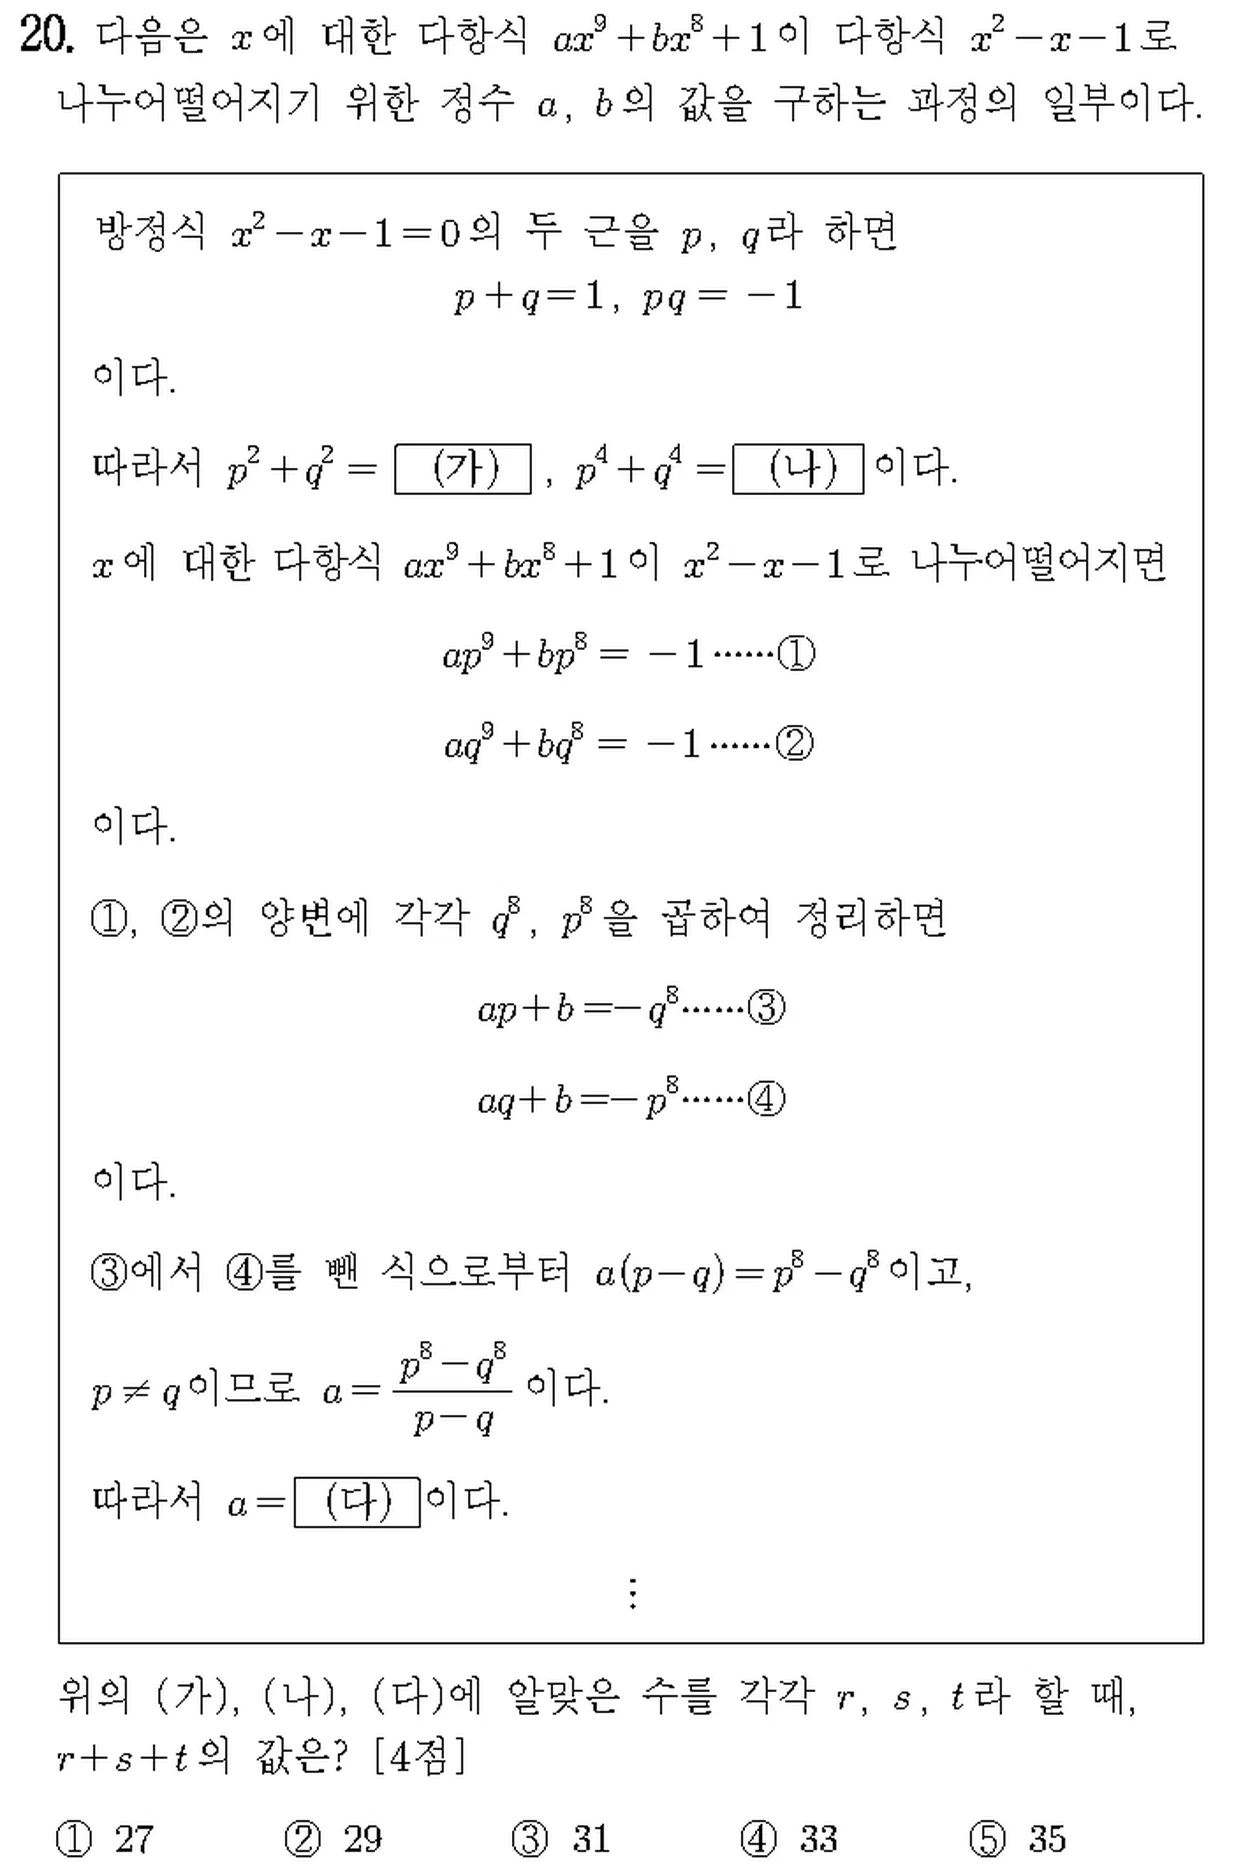 20. 다음은 x에 대한 다항식 ax⁹+bx⁸+1이 다항식 x²−x−1로
나누어떨어지기 위한 정수 a, b의 값을 구하는 과정의 일부이다.
방정식 x²−x−1=0의 두 근을 p, q라 하면
p+q=1, pq=−1
이다.
따라서 p²+q²= (가) , p⁴+q⁴= (나) 이다.
x에 대한 다항식 ax⁹+bx⁸+1이 x²−x−1로 나누어떨어지면
ap⁹+bp⁸=−1……①
aq⁹+bq⁸=−1……②
이다.
①, ②의 양변에 각각 q⁸, p⁸을 곱하여 정리하면
ap+b=−q⁸……③
aq+b=−p⁸……④
이다.
③에서 ④를 뺀 식으로부터 a(p−q)=p⁸−q⁸이고,
p≠q이므로 a=(p⁸−q⁸)/(p−q) 이다.
따라서 a= (다) 이다.
⋮
위의 (가), (나), (다)에 알맞은 수를 각각 r, s, t라 할 때,
r+s+t의 값은? [4점]
① 27 ② 29 ③ 31 ④ 33 ⑤ 35